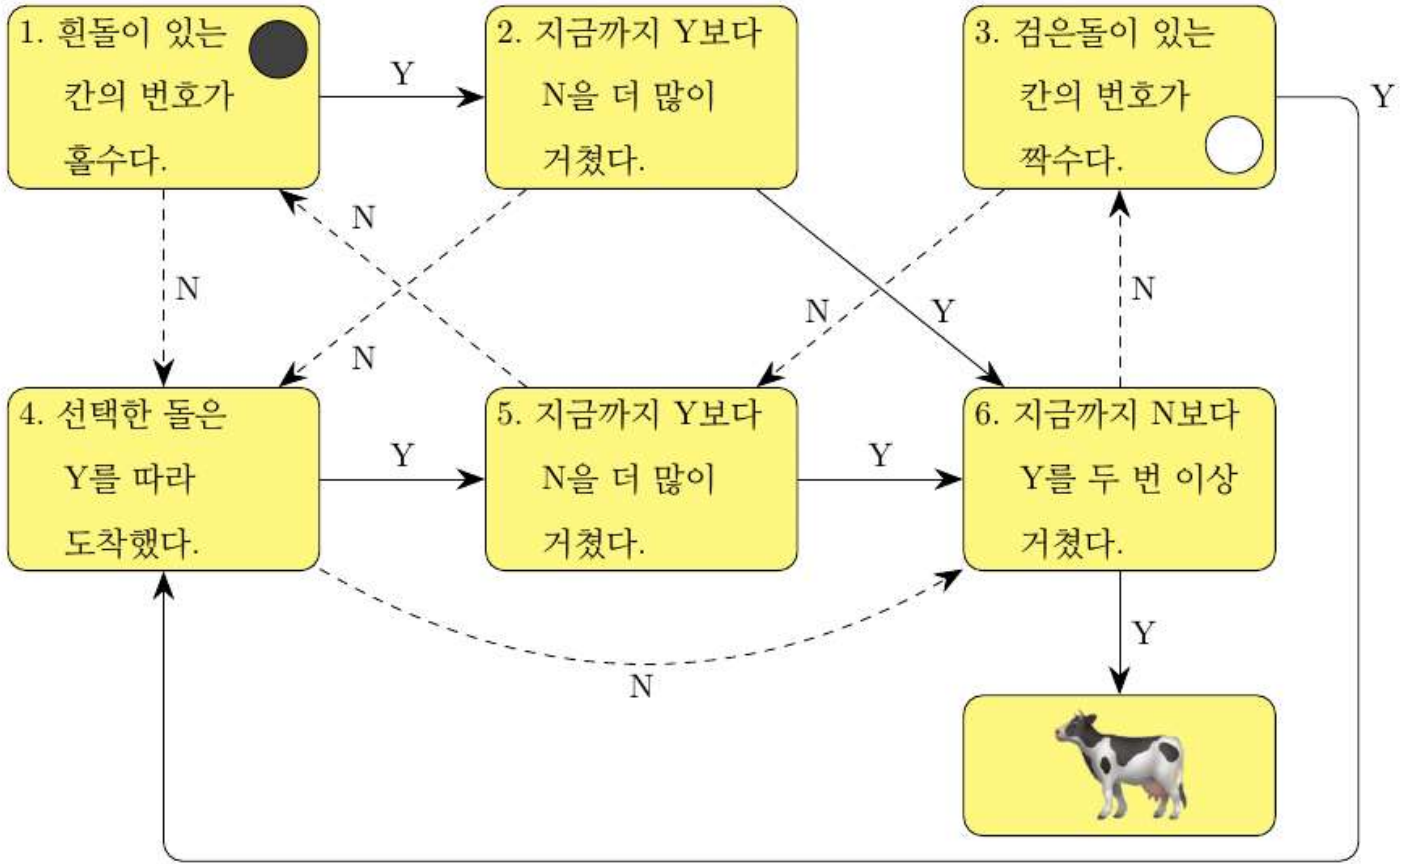 1. 흰돌이 있는
칸의 번호가
홀수다.
Y
2. 지금까지 Y보다
N을 더 많이
거쳤다.
3. 검은돌이 있는
칸의 번호가
짝수다.
Y
N
N
N
N
Y
N
4. 선택한 돌은
Y를 따라
도착했다.
Y
5. 지금까지 Y보다
N을 더 많이
거쳤다.
Y
6. 지금까지 N보다
Y를 두 번 이상
거쳤다.
N
Y